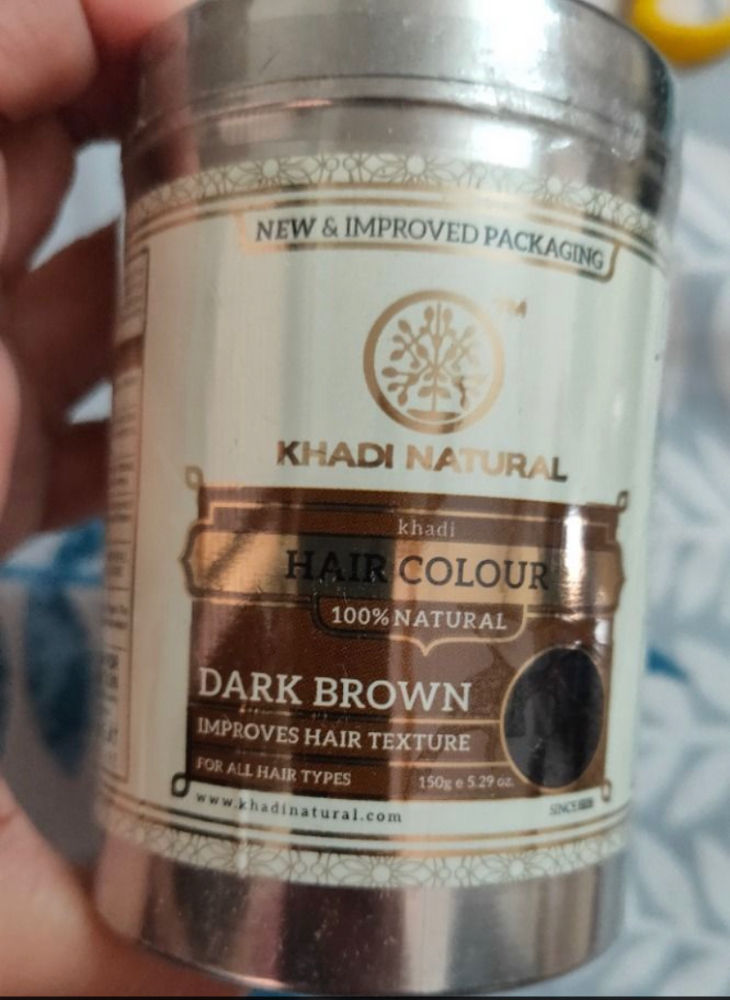 NEW & IMPROVED PACKAGING
TM
KHADI NATURAL
khadi
HAIR COLOUR
100% NATURAL
DARK BROWN
IMPROVES HAIR TEXTURE
FOR ALL HAIR TYPES
150g e 5.29 oz.
www.khadinatural.com
SINCE